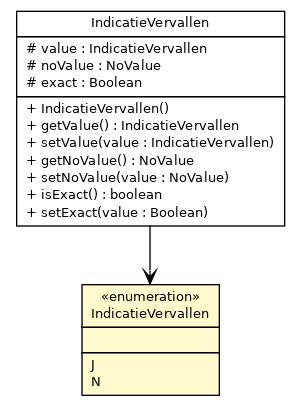 IndicatieVervallen
# value : IndicatieVervallen
# noValue : NoValue
# exact : Boolean
+ IndicatieVervallen()
+ getValue() : IndicatieVervallen
+ setValue(value : IndicatieVervallen)
+ getNoValue() : NoValue
+ setNoValue(value : NoValue)
+ isExact() : boolean
+ setExact(value : Boolean)
«enumeration»
IndicatieVervallen
J
N